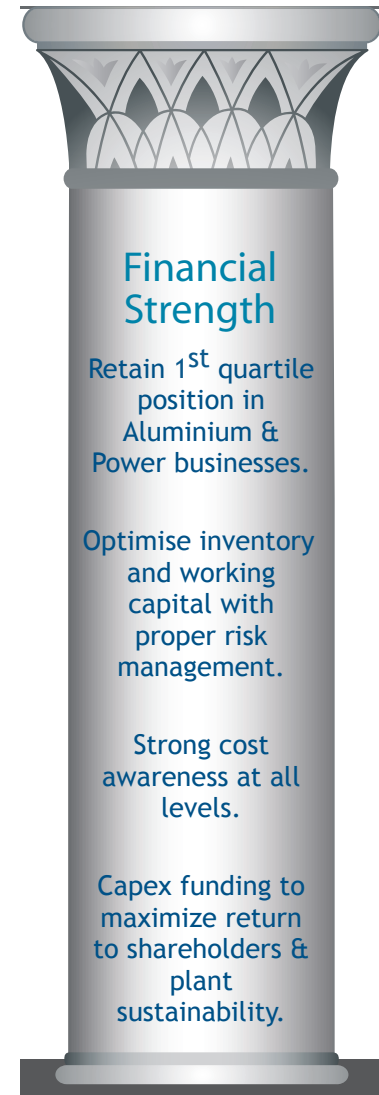 Financial
Strength
Retain 1st quartile
position in
Aluminium &
Power businesses.
Optimise inventory
and working
capital with
proper risk
management.
Strong cost
awareness at all
levels.
Capex funding to
maximize return
to shareholders &
plant
sustainability.